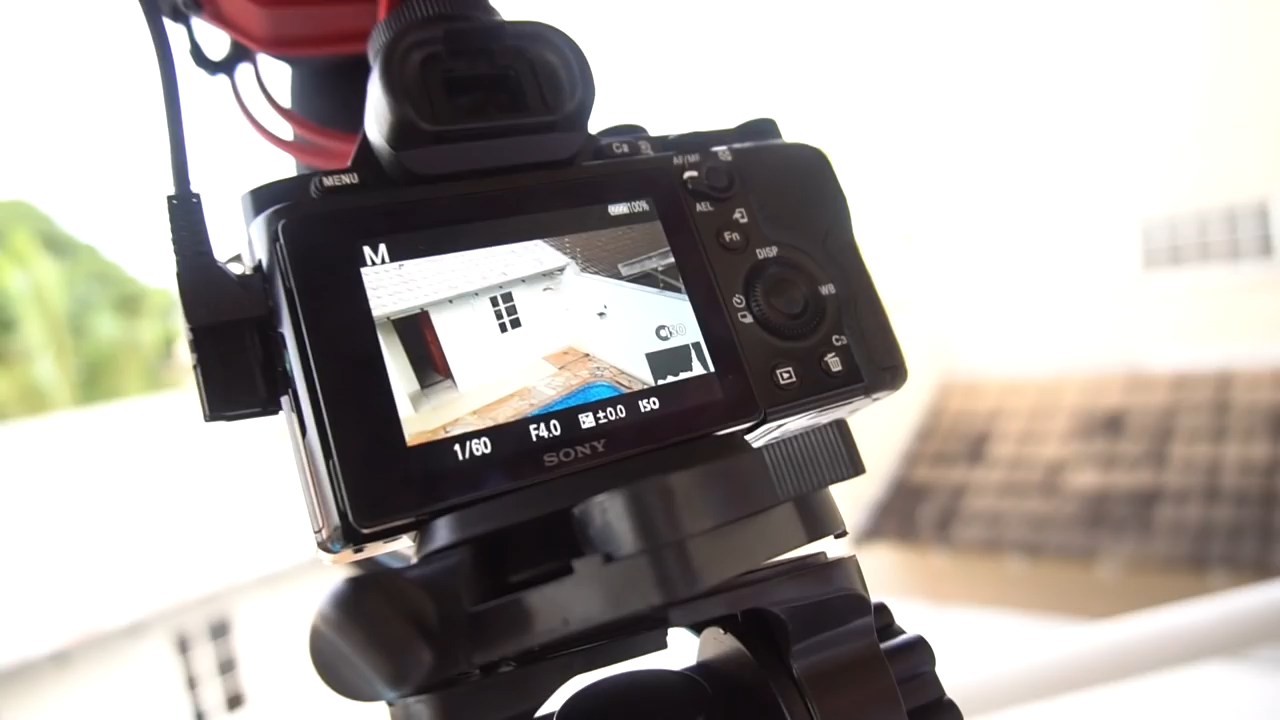 MENU
C2
AF/MF
AEL
100%
M
Fn
DISP
WB
C3
1/60
F4.0
±0.0
ISO
SONY